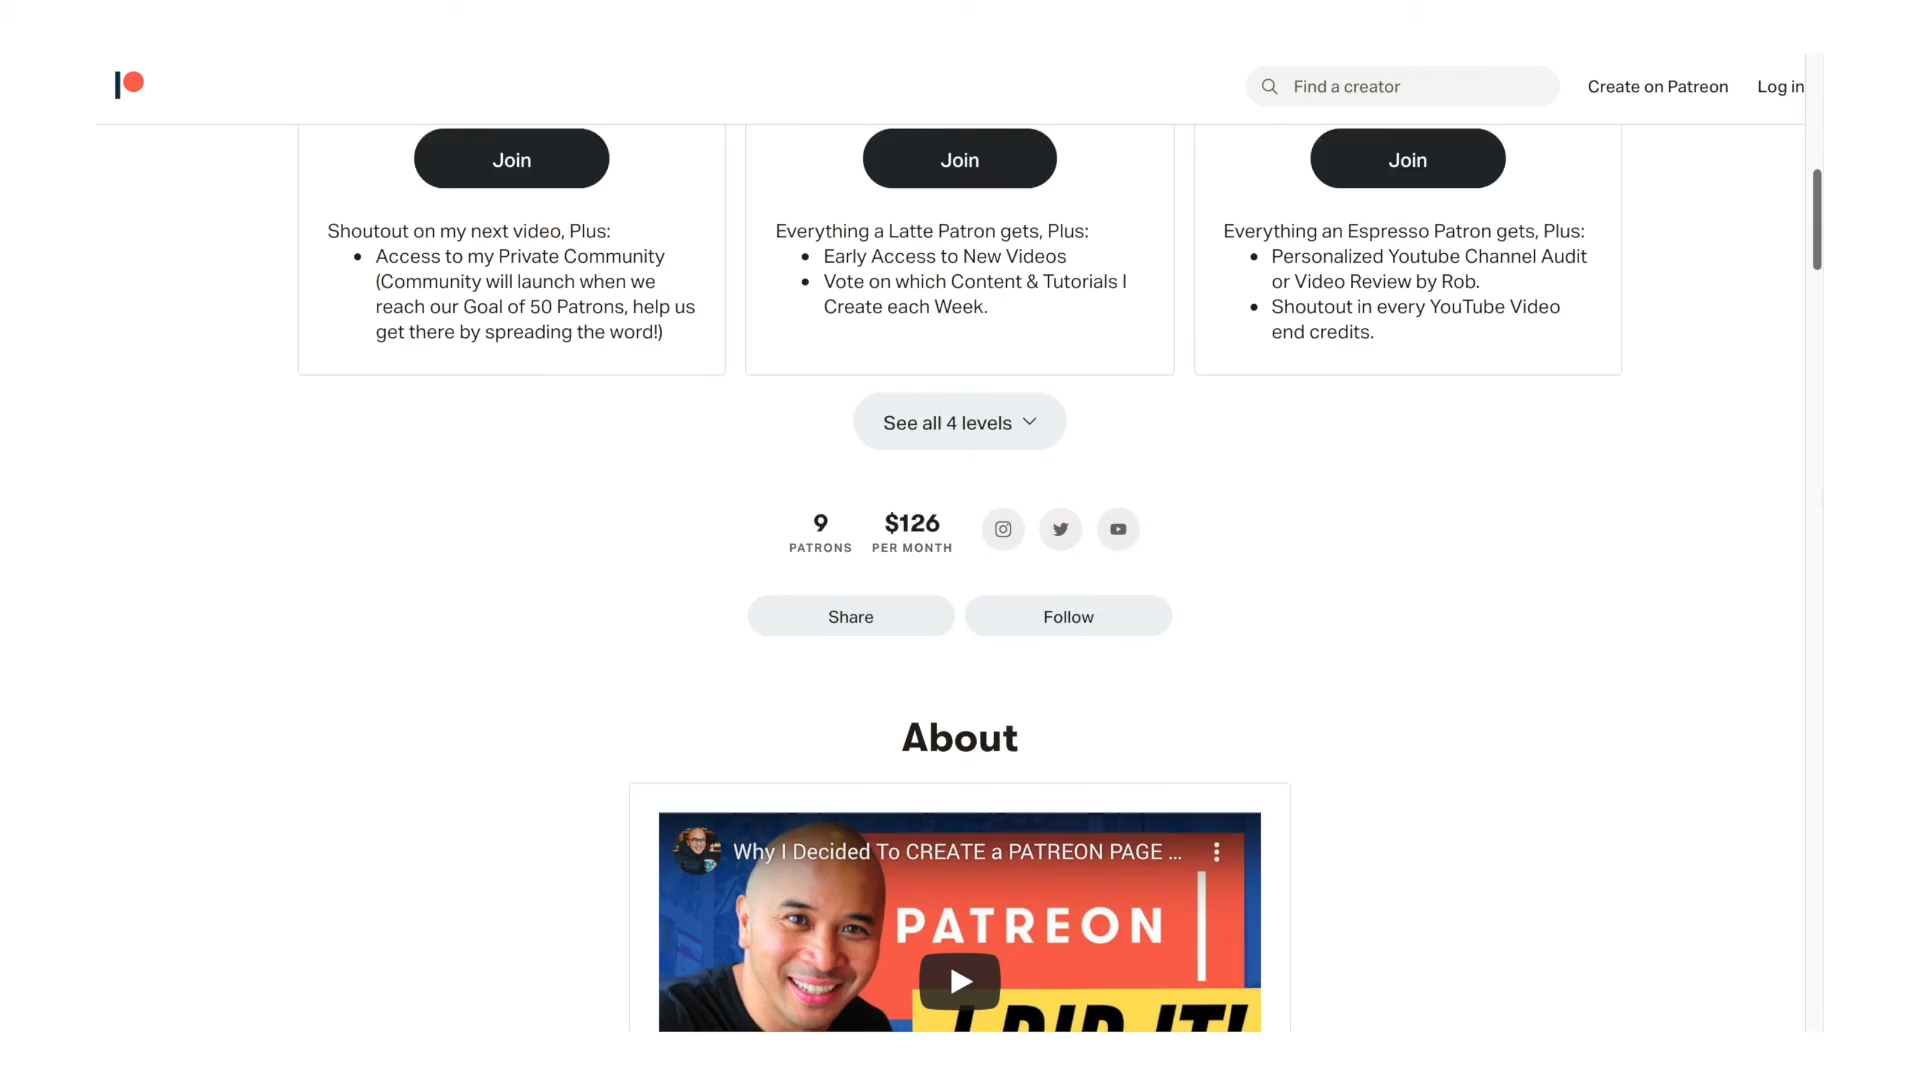 Find a creator
Create on Patreon
Log in
Join
Join
Join
Shoutout on my next video, Plus:
• Access to my Private Community
(Community will launch when we
reach our Goal of 50 Patrons, help us
get there by spreading the word!)
Everything a Latte Patron gets, Plus:
• Early Access to New Videos
• Vote on which Content & Tutorials I
Create each Week.
Everything an Espresso Patron gets, Plus:
• Personalized Youtube Channel Audit
or Video Review by Rob.
• Shoutout in every YouTube Video
end credits.
See all 4 levels
9
PATRONS
$126
PER MONTH
Share
Follow
About
Why I Decided To CREATE a PATREON PAGE ...
PATREON
I DID IT!